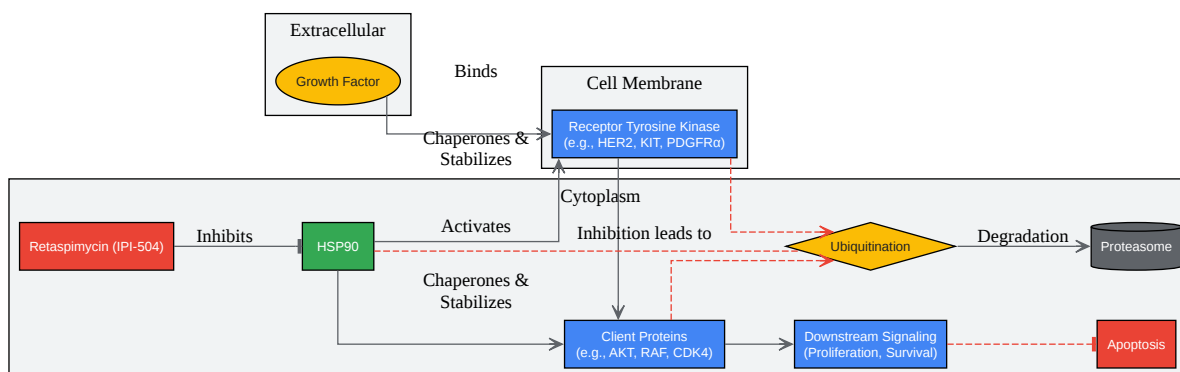 Extracellular
Growth Factor
Binds
Cell Membrane
Receptor Tyrosine Kinase
(e.g., HER2, KIT, PDGFRα)
Chaperones &
Stabilizes
Cytoplasm
Retaspimycin (IPI-504)
Inhibits
HSP90
Activates
Inhibition leads to
Ubiquitination
Degradation
Proteasome
Chaperones &
Stabilizes
Client Proteins
(e.g., AKT, RAF, CDK4)
Downstream Signaling
(Proliferation, Survival)
Apoptosis